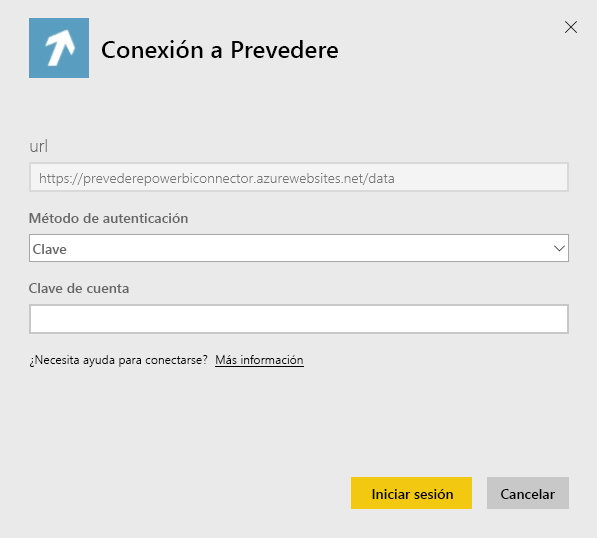 Conexión a Prevedere
url
https://prevederepowerbiconnector.azurewebsites.net/data
Método de autenticación
Clave
Clave de cuenta
¿Necesita ayuda para conectarse? Más información
Iniciar sesión Cancelar